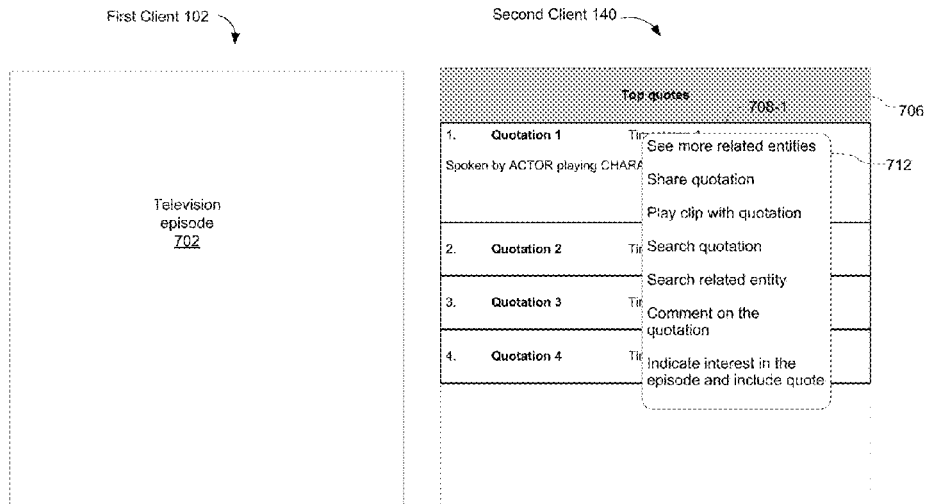 First Client 102
Second Client 140
Top quotes
708-1
706
1. Quotation 1
Spoken by ACTOR playing CHARA
See more related entities
712
Share quotation
Play clip with quotation
Television
episode
702
2. Quotation 2
Search quotation
Search related entity
3. Quotation 3
Comment on the
quotation
4. Quotation 4
Indicate interest in the
episode and include quote